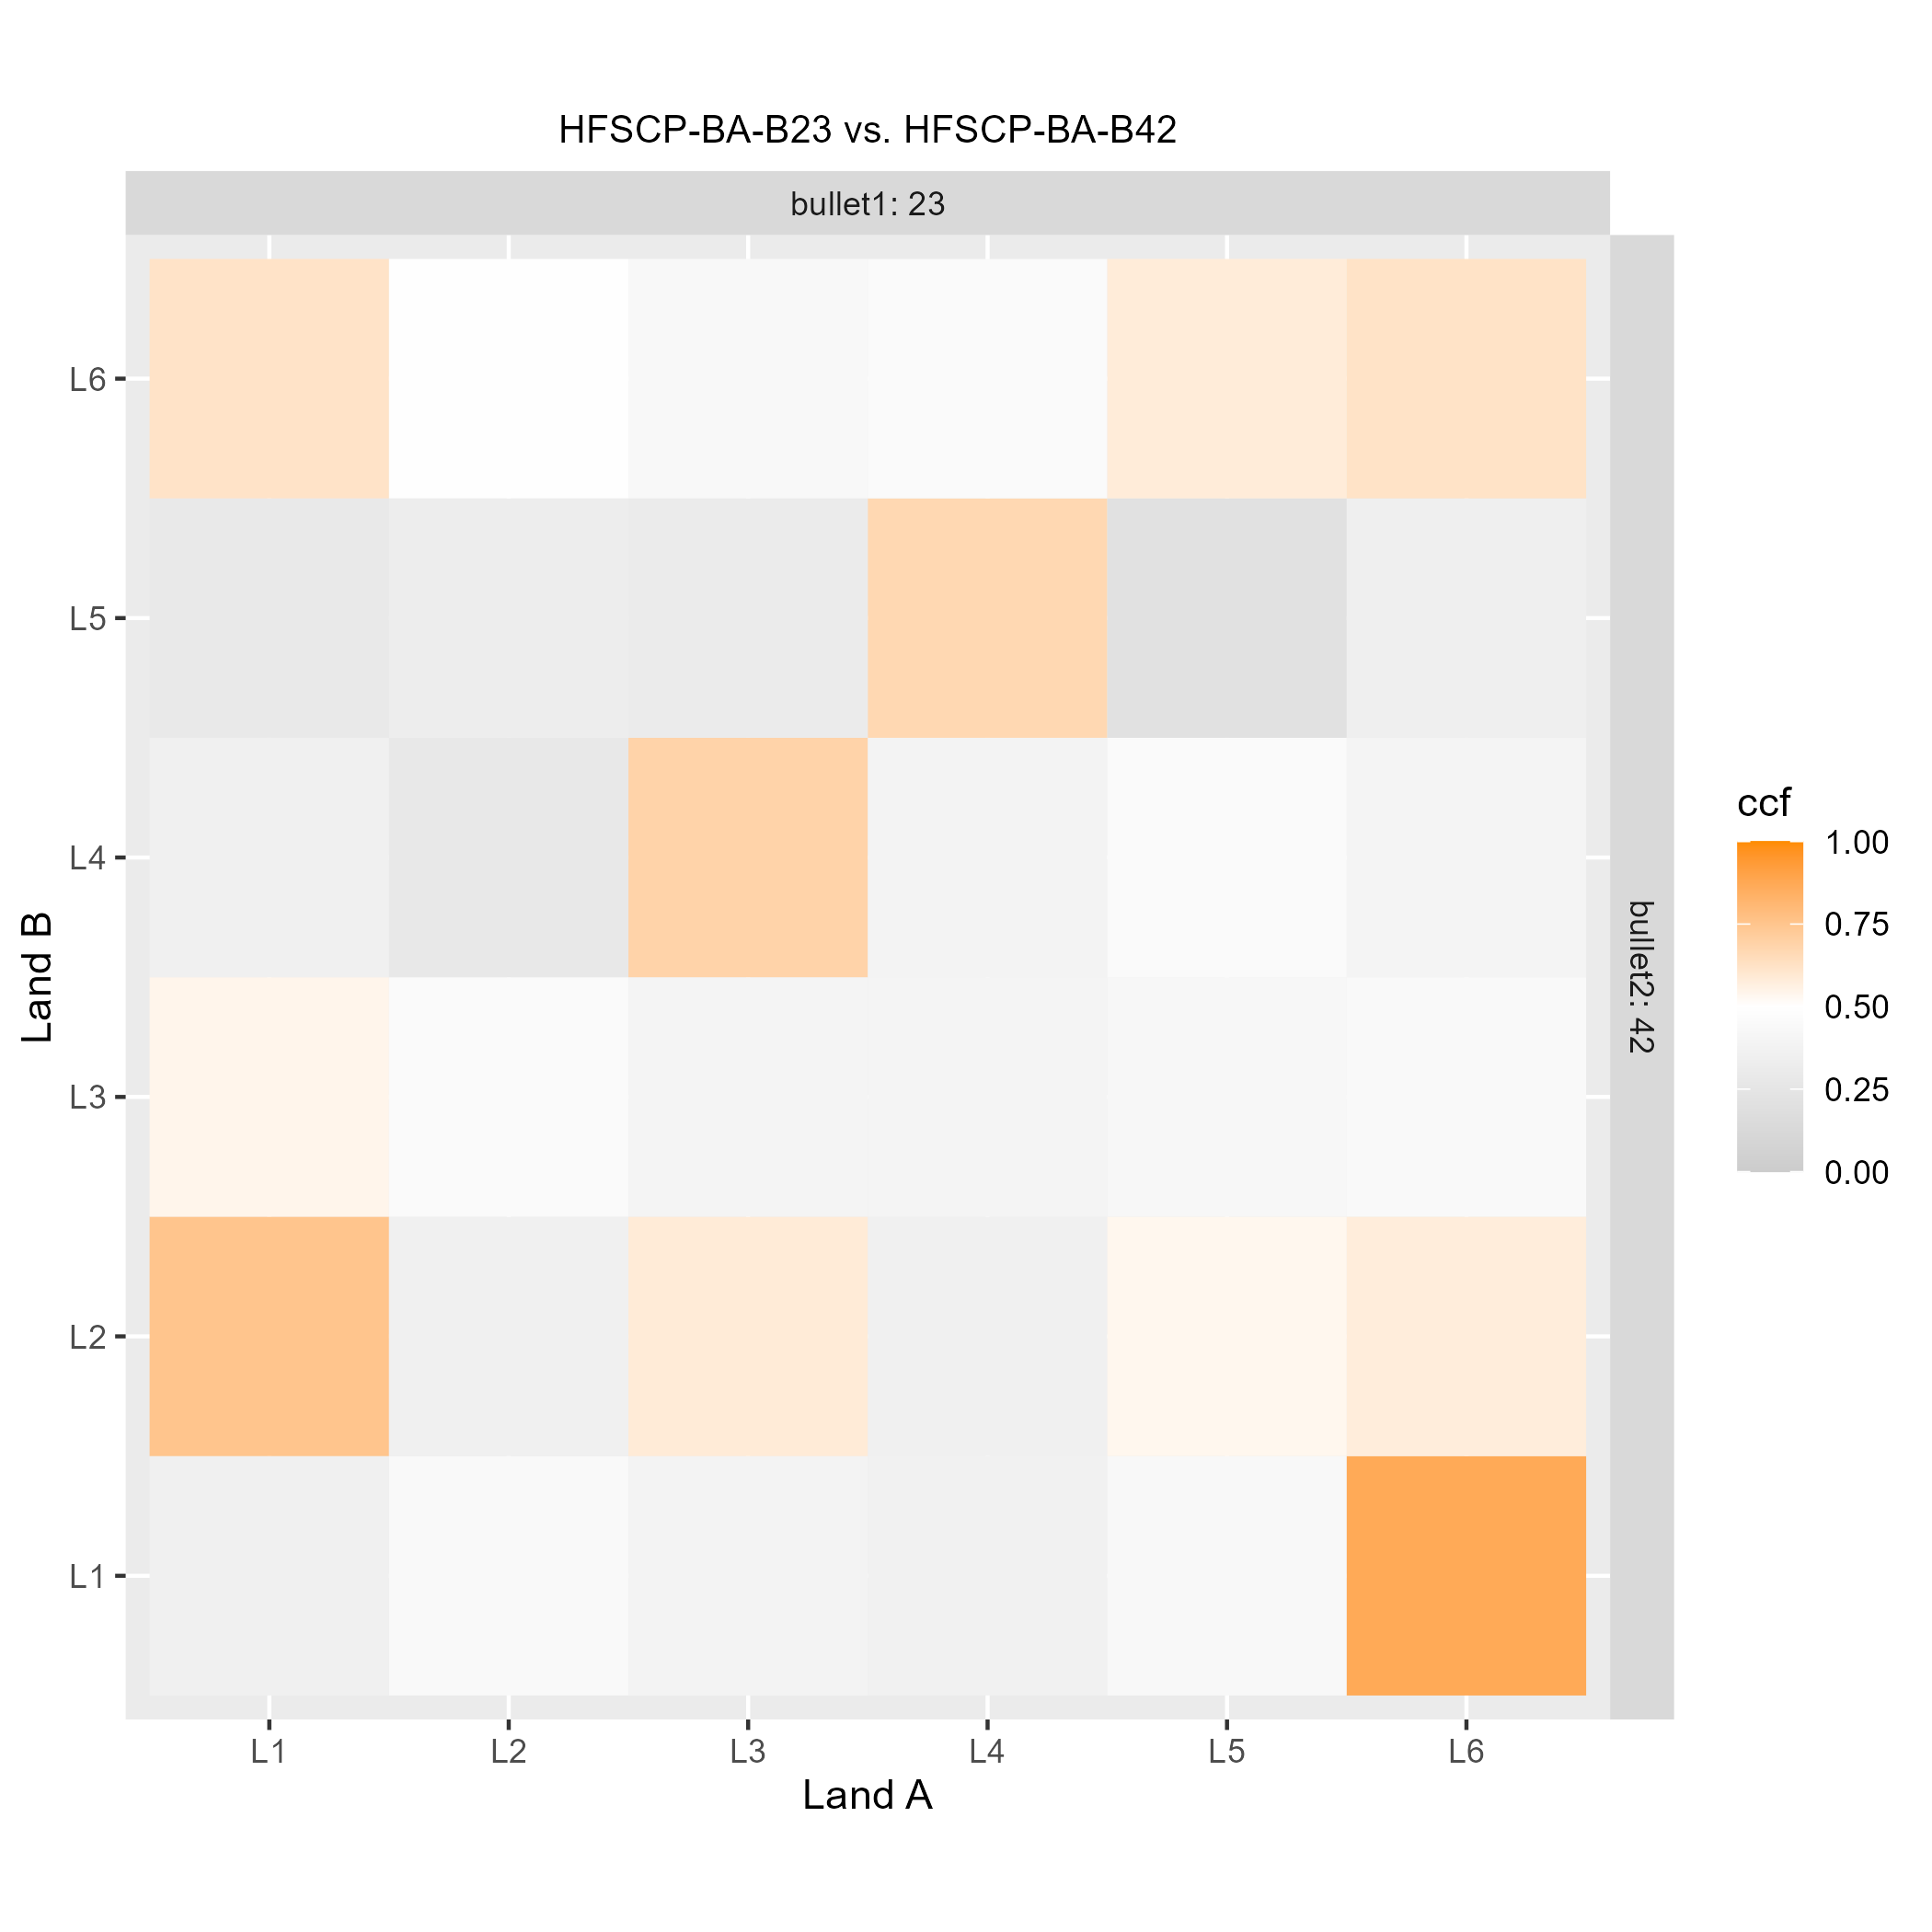 HFSCP-BA-B23 vs. HFSCP-BA-B42
bullet1: 23
bullet2: 42
Land B
L6
L5
L4
L3
L2
L1
L1 L2 L3 L4 L5 L6
Land A
ccf
1.00
0.75
0.50
0.25
0.00